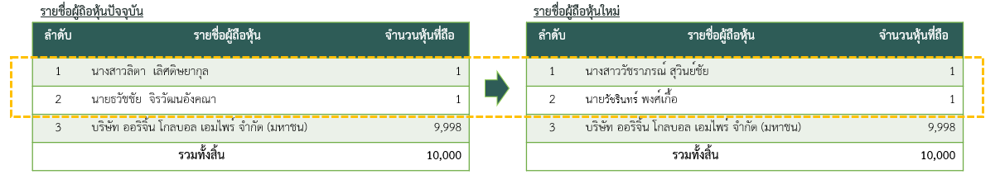 รายชื่อผู้ถือหุ้นปัจจุบัน
ลำดับ รายชื่อผู้ถือหุ้น จำนวนหุ้นที่ถือ
1 นางสาวลิตา เลิศดิษยากุล 1
2 นายธวัชชัย จิรวัฒนอังคณา 1
3 บริษัท ออริจิ้น โกลบอล เอมไพร์ จำกัด (มหาชน) 9,998
รวมทั้งสิ้น 10,000
รายชื่อผู้ถือหุ้นใหม่
ลำดับ รายชื่อผู้ถือหุ้น จำนวนหุ้นที่ถือ
1 นางสาววัชราภรณ์ สุวินย์ชัย 1
2 นายวัชรินทร์ พงศ์เกื้อ 1
3 บริษัท ออริจิ้น โกลบอล เอมไพร์ จำกัด (มหาชน) 9,998
รวมทั้งสิ้น 10,000